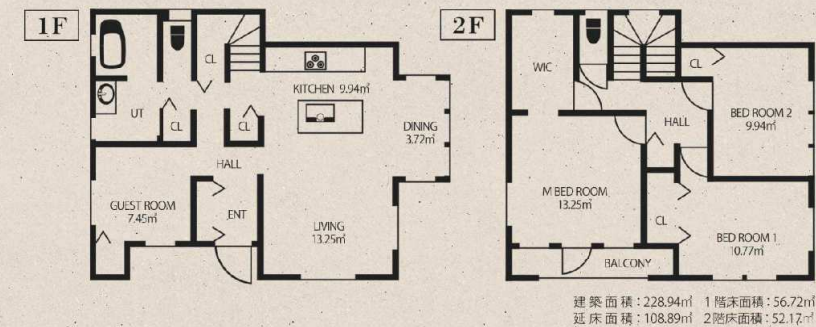 1F
CL
KITCHEN 9.94㎡
UT
CL
CL
DINNING
3.72㎡
HALL
GUEST ROOM
7.45㎡
ENT
LIVING
13.25㎡
2F
WIC
CL
BED ROOM 2
9.94㎡
HALL
M BED ROOM
13.25㎡
CL
BED ROOM 1
10.77㎡
BALCONY
建築面積:228.94㎡ 1階床面積:56.72㎡
延床面積:108.89㎡ 2階床面積:52.17㎡